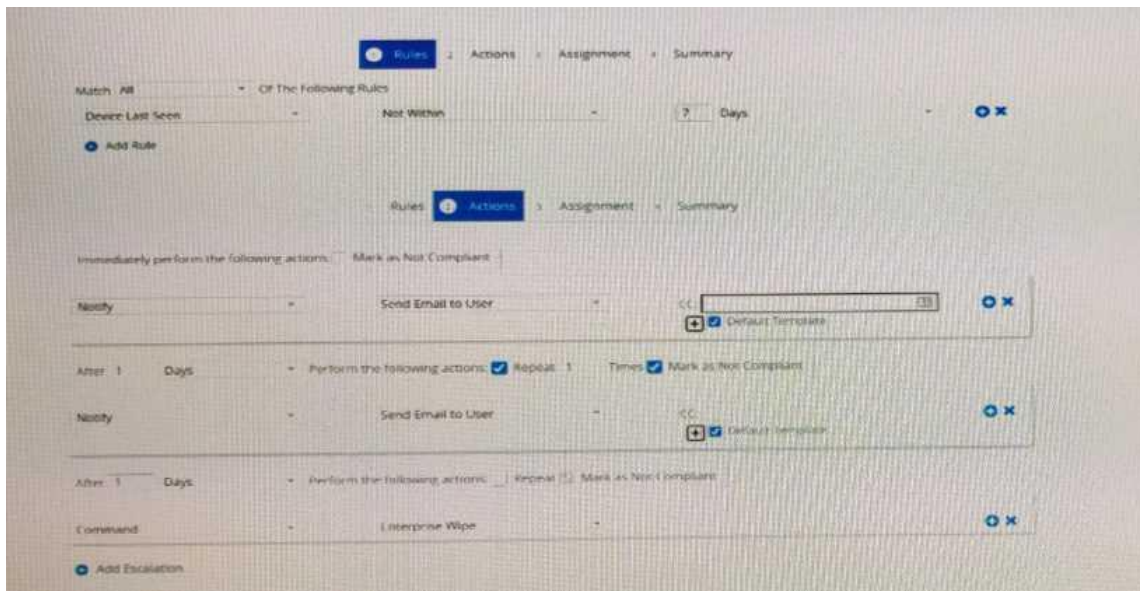 Rules 2 Actions 3 Assignment 4 Summary
Match All Of The Following Rules
Device Last Seen Not Within 7 Days
Add Rule
Rules 2 Actions 3 Assignment 4 Summary
Immediately perform the following actions: Mark as Not Compliant
Notify Send Email to User CC:
Default Template
After 1 Days Perform the following actions: Repeat 1 Times Mark as Not Compliant
Notify Send Email to User CC:
Default Template
After 1 Days Perform the following actions: Repeat Mark as Not Compliant
Command Enterprise Wipe
Add Escalation